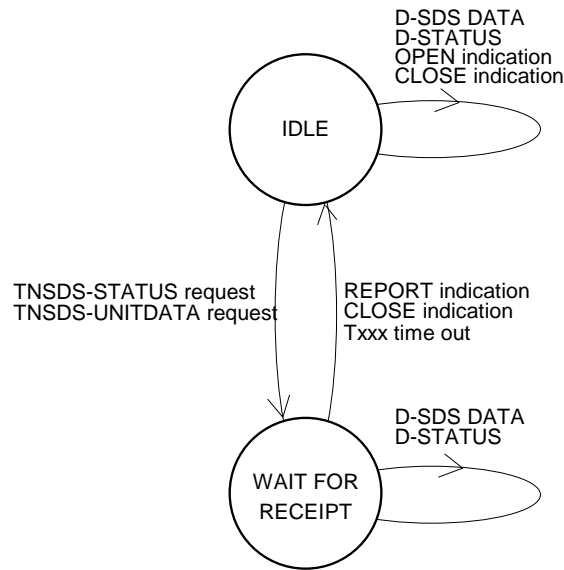 D-SDS DATA
D-STATUS
OPEN indication
CLOSE indication
IDLE
TNSDS-STATUS request
TNSDS-UNITDATA request
REPORT indication
CLOSE indication
Txxx time out
D-SDS DATA
D-STATUS
WAIT FOR
RECEIPT